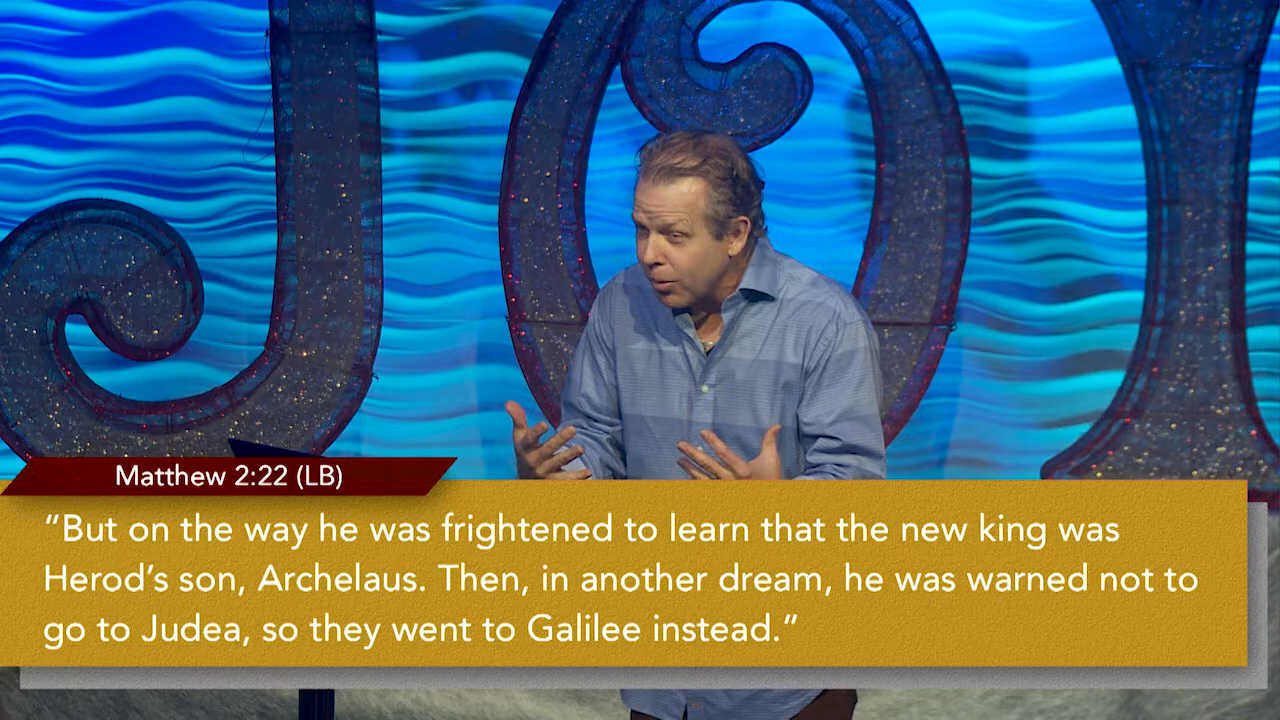 JOY
Matthew 2:22 (LB)
“But on the way he was frightened to learn that the new king was
Herod’s son, Archelaus. Then, in another dream, he was warned not to
go to Judea, so they went to Galilee instead.”